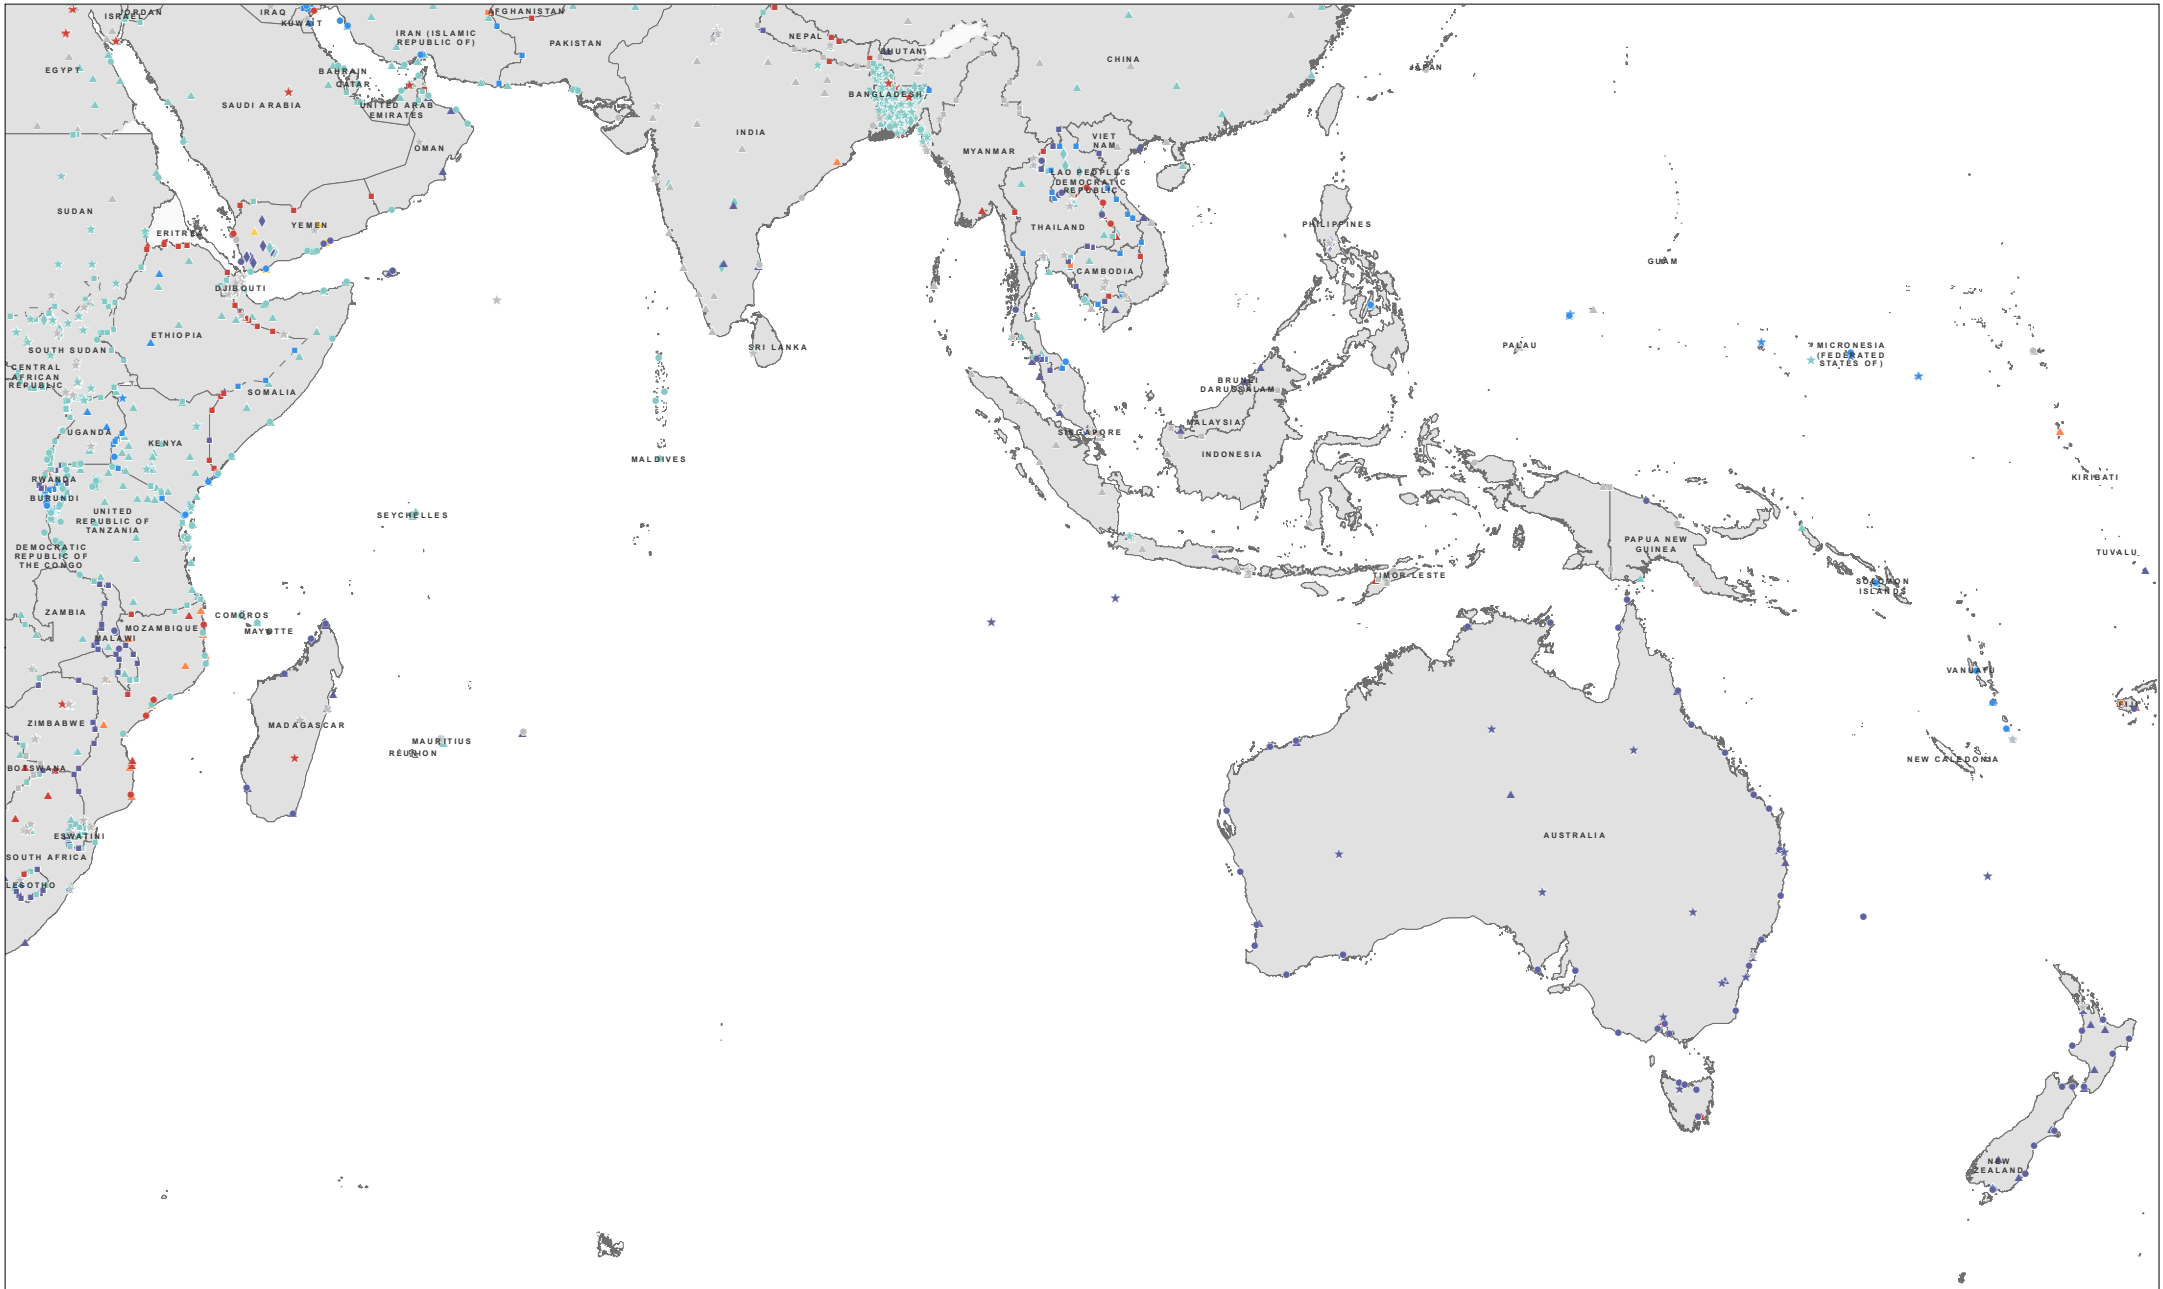 ISRAEL
JORDAN
IRAQ
KUWAIT
IRAN (ISLAMIC
REPUBLIC OF)
AFGHANISTAN
PAKISTAN
NEPAL
BHUTAN
CHINA
JAPAN
EGYPT
BAHRAIN
QATAR
SAUDI ARABIA
UNITED ARAB
EMIRATES
BANGLADESH
INDIA
OMAN
MYANMAR
VIET
NAM
LAO PEOPLE'S
DEMOCRATIC
REPUBLIC
SUDAN
ERITREA
YEMEN
THAILAND
PHILIPPINES
GUAM
CAMBODIA
DJIBOUTI
ETHIOPIA
SRI LANKA
PALAU
MICRONESIA
(FEDERATED
STATES OF)
SOUTH SUDAN
CENTRAL
AFRICAN
REPUBLIC
SOMALIA
BRUNEI
DARUSSALAM
UGANDA
KENYA
MALDIVES
SINGAPORE
MALAYSIA
INDONESIA
KIRIBATI
RWANDA
BURUNDI
UNITED
REPUBLIC OF
TANZANIA
SEYCHELLES
DEMOCRATIC
REPUBLIC OF
THE CONGO
PAPUA NEW
GUINEA
TUVALU
TIMOR-LESTE
SOLOMON
ISLANDS
ZAMBIA
COMOROS
MAYOTTE
MOZAMBIQUE
MALAWI
VANUATU
FIJI
ZIMBABWE
MADAGASCAR
MAURITIUS
RÉUNION
NEW CALEDONIA
BOTSWANA
ESWATINI
AUSTRALIA
SOUTH AFRICA
LESOTHO
NEW
ZEALAND